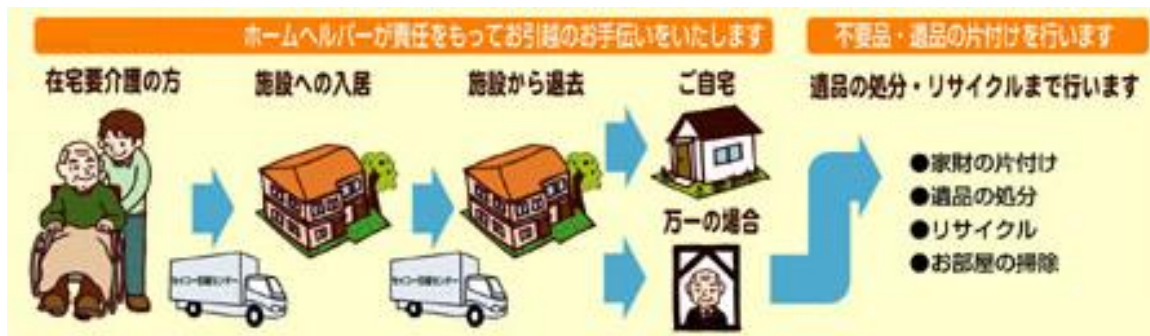 ホームヘルパーが責任をもってお引越のお手伝いをいたします
不要品・遺品の片付けを行います
在宅要介護の方
施設への入居
施設から退去
ご自宅
遺品の処分・リサイクルまで行います
●家財の片付け
●遺品の処分
●リサイクル
●お部屋の掃除
万一の場合